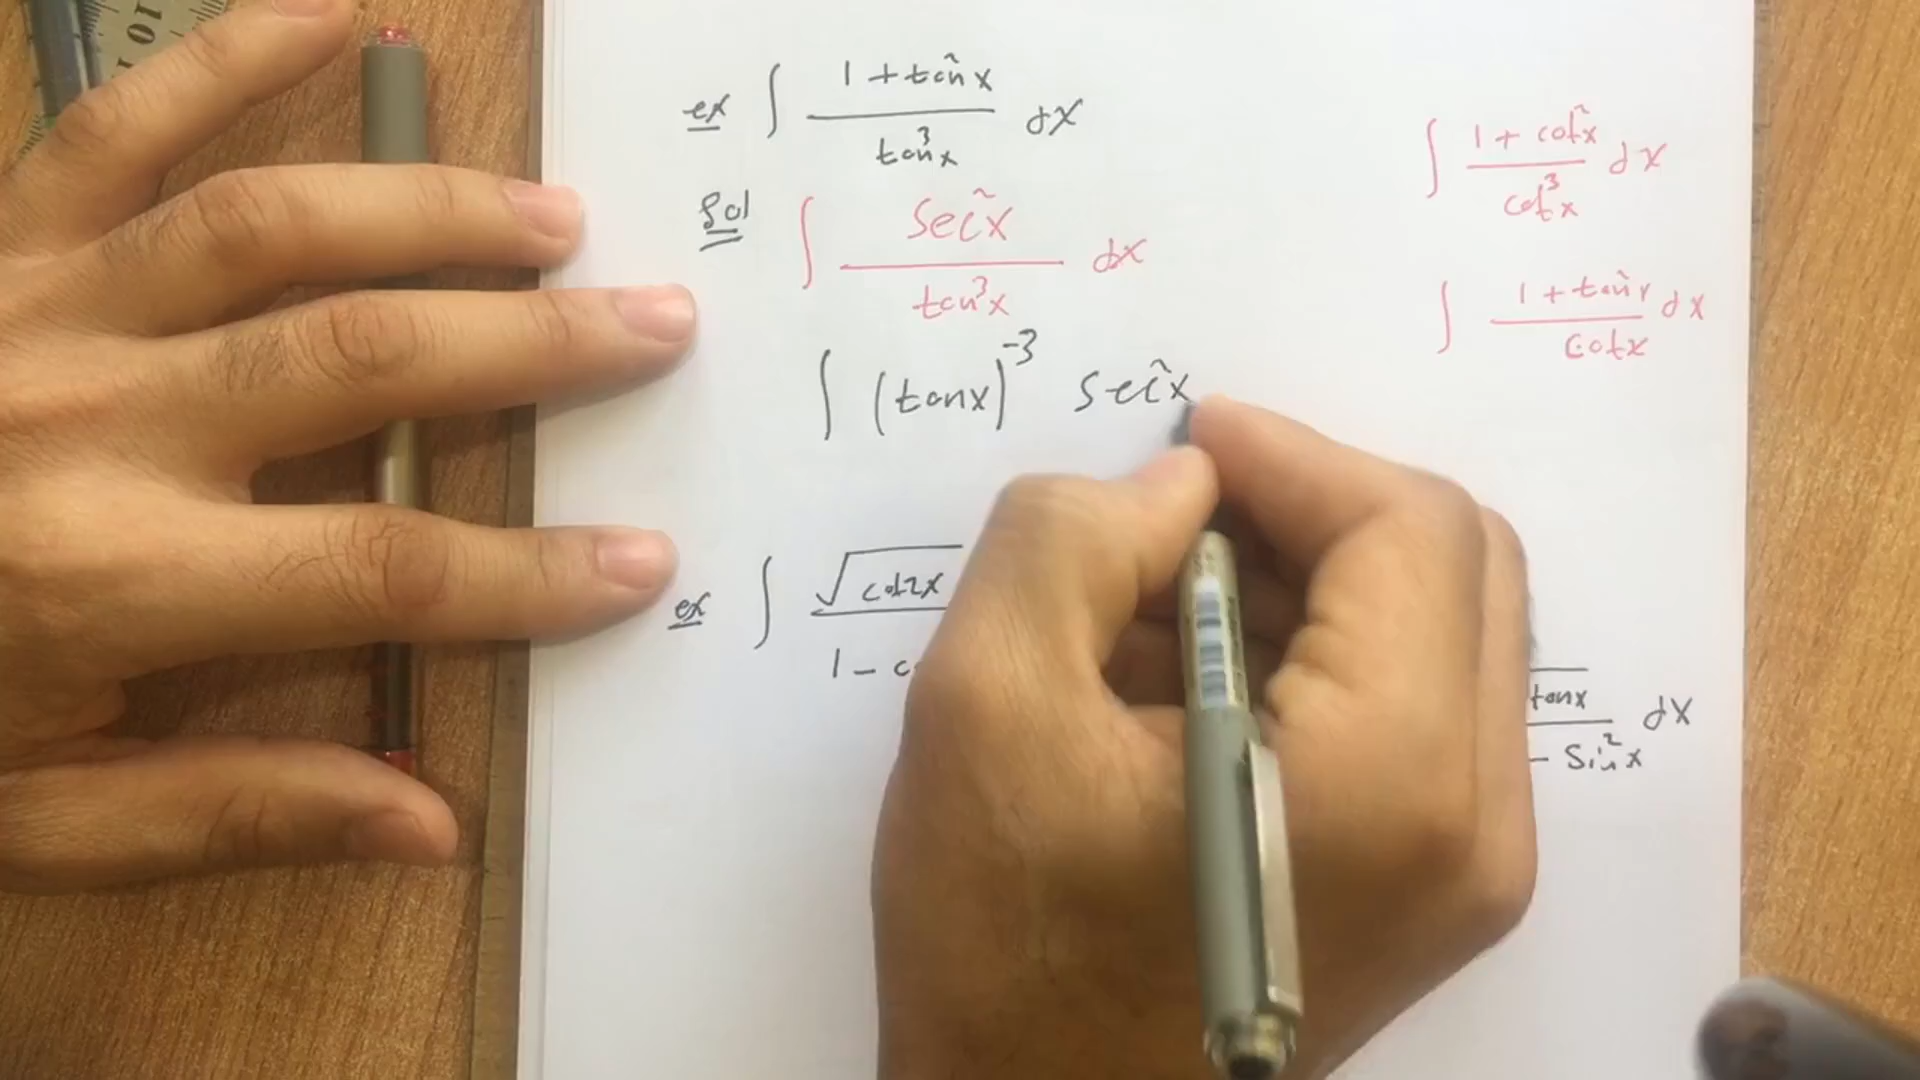 ex ∫ (1 + tan²x)/(tan³x) dx
Sol ∫ (sec²x)/(tan³x) dx
∫ (tanx)⁻³ sec²x
ex ∫ √cot2x
1 -
∫ (1 + cot²x)/(cot³x) dx
∫ (1 + tan²x)/(cotx) dx
tanx dx
- Sin²x
101